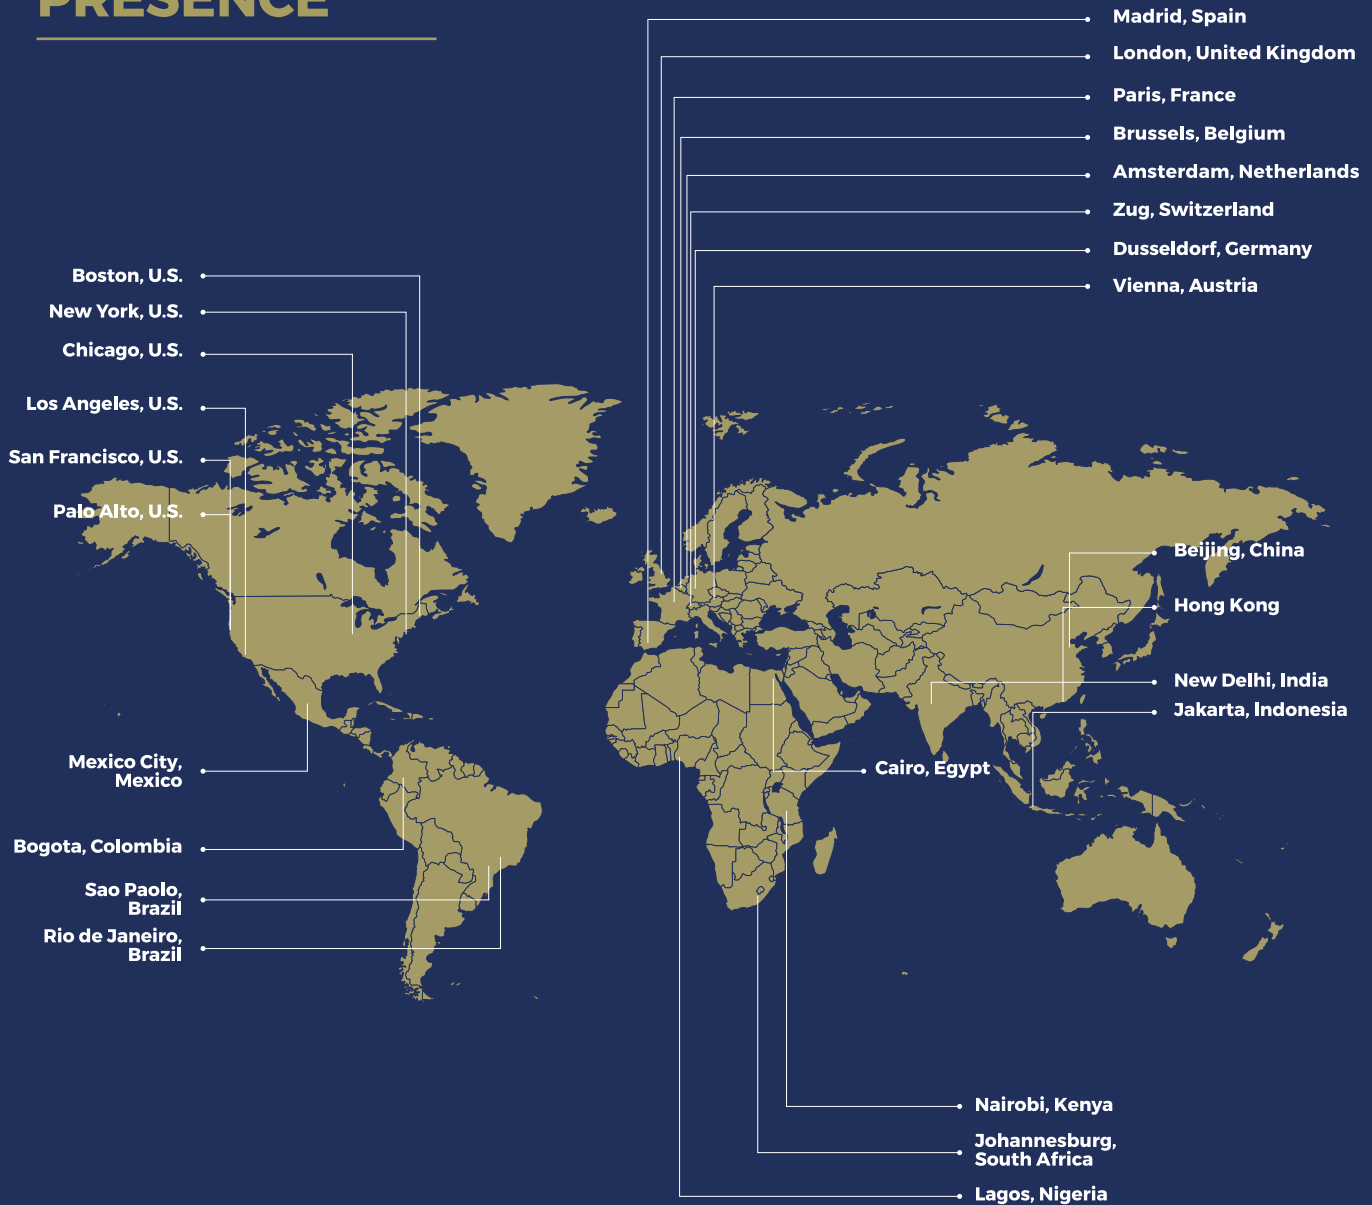 PRESENCE
Madrid, Spain
London, United Kingdom
Paris, France
Brussels, Belgium
Amsterdam, Netherlands
Zug, Switzerland
Dusseldorf, Germany
Vienna, Austria
Boston, U.S.
New York, U.S.
Chicago, U.S.
Los Angeles, U.S.
San Francisco, U.S.
Palo Alto, U.S.
Beijing, China
Hong Kong
New Delhi, India
Jakarta, Indonesia
Mexico City,
Mexico
Cairo, Egypt
Bogota, Colombia
Sao Paolo,
Brazil
Rio de Janeiro,
Brazil
Nairobi, Kenya
Johannesburg,
South Africa
Lagos, Nigeria